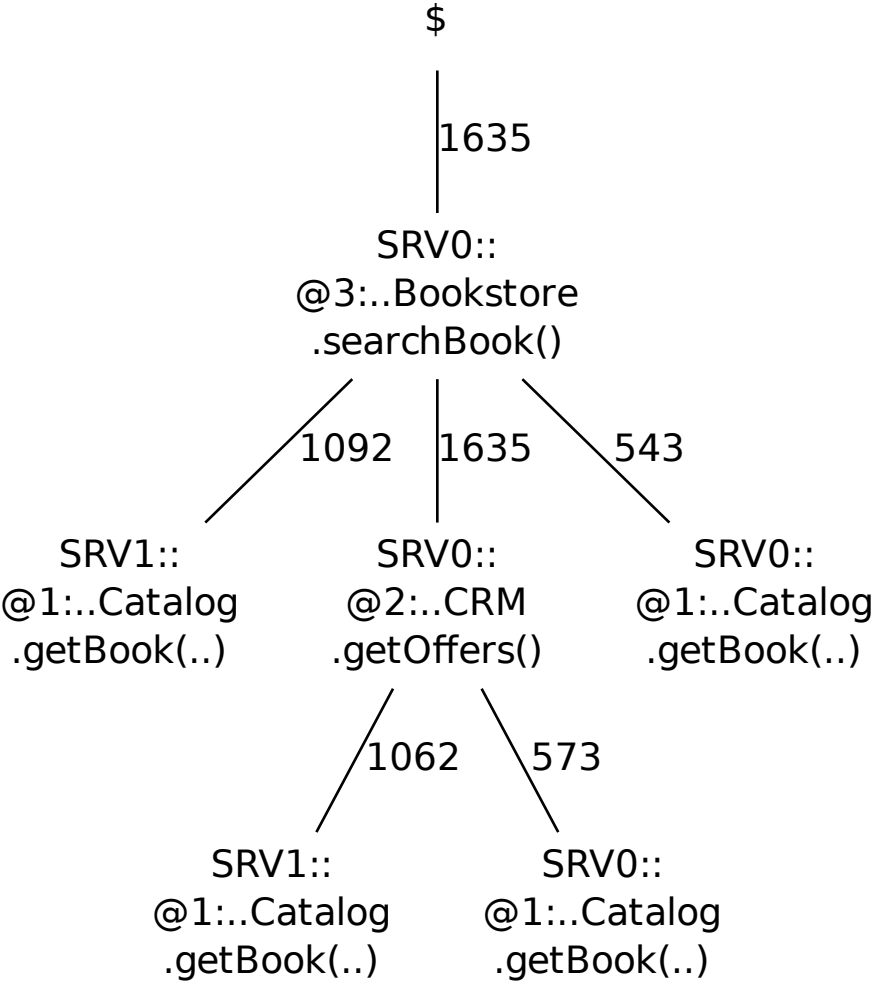 $
1635
SRV0::
@3:..Bookstore
.searchBook()
1092
1635
543
SRV1::
@1:..Catalog
.getBook(..)
SRV0::
@2:..CRM
.getOffers()
SRV0::
@1:..Catalog
.getBook(..)
1062
573
SRV1::
@1:..Catalog
.getBook(..)
SRV0::
@1:..Catalog
.getBook(..)